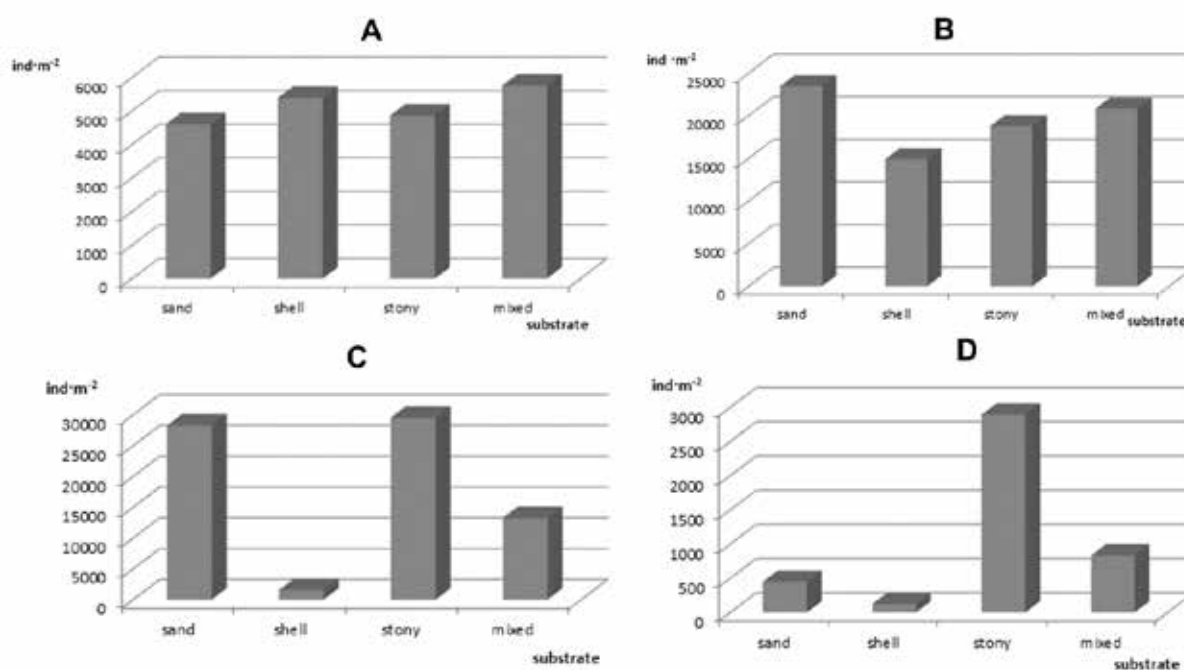 A
ind·m⁻²
6000
5000
4000
3000
2000
1000
0
sand shell stony mixed
substrate
B
ind ·m⁻²
25000
20000
15000
10000
5000
0
sand shell stony mixed
substrate
C
ind·m⁻²
30000
25000
20000
15000
10000
5000
0
sand shell stony mixed
substrate
D
ind·m⁻²
3000
2500
2000
1500
1000
500
0
sand shell stony mixed
substrate